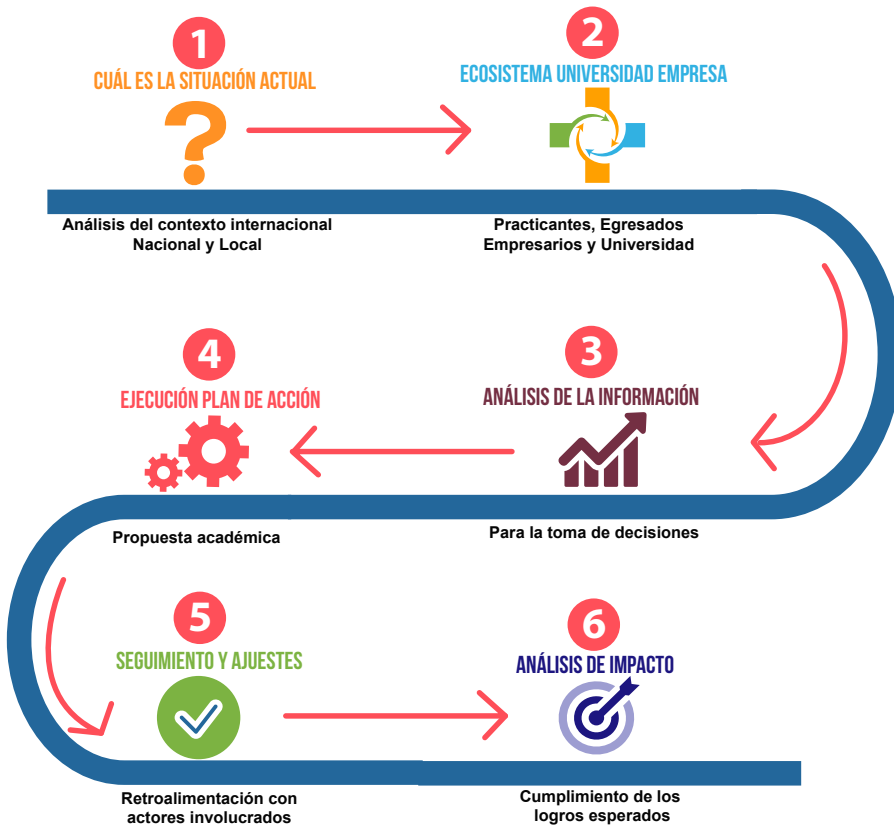 1
CUÁL ES LA SITUACIÓN ACTUAL
?
Análisis del contexto internacional
Nacional y Local
2
ECOSISTEMA UNIVERSIDAD EMPRESA
Practicantes, Egresados
Empresarios y Universidad
3
ANÁLISIS DE LA INFORMACIÓN
Para la toma de decisiones
4
EJECUCIÓN PLAN DE ACCIÓN
Propuesta académica
5
SEGUIMIENTO Y AJUSTES
Retroalimentación con
actores involucrados
6
ANÁLISIS DE IMPACTO
Cumplimiento de los
logros esperados